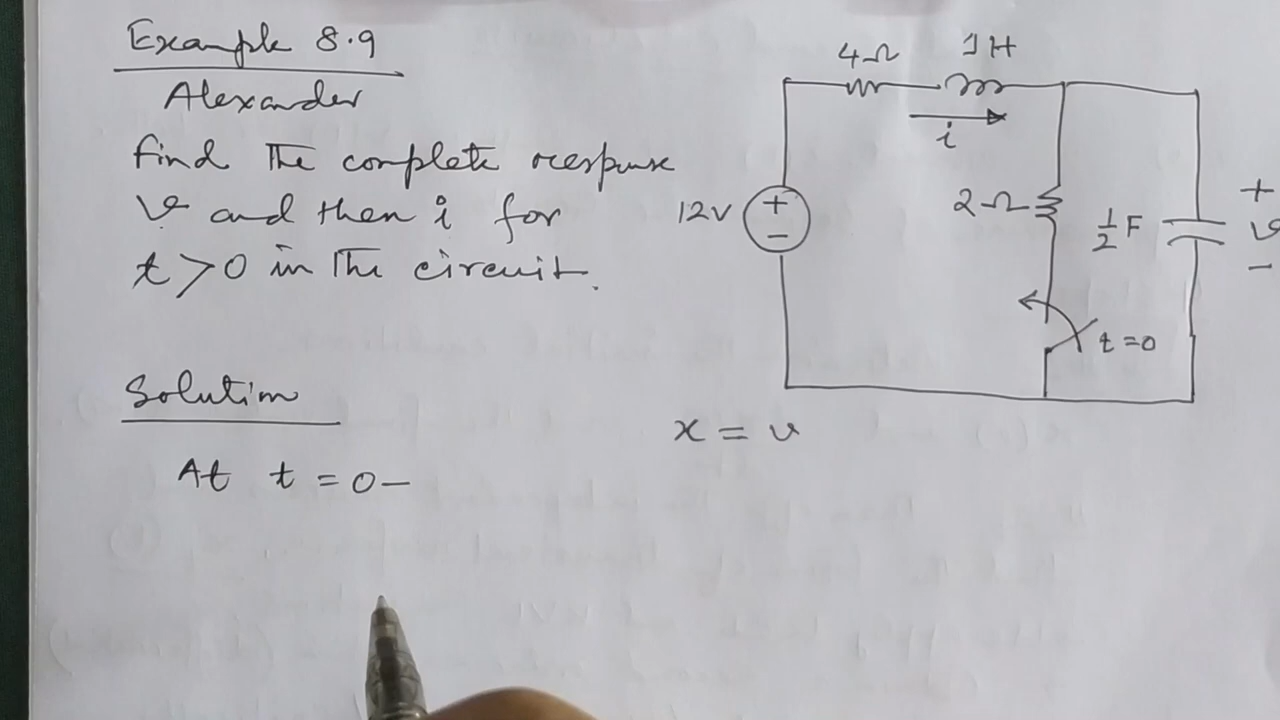 Example 8.9
Alexander
find the complete response
v and then i for
t > 0 in the circuit.
4Ω
1H
i
12V
+
−
2Ω
1/2 F
+
v
−
t=0
Solution
x = v
At t = 0−